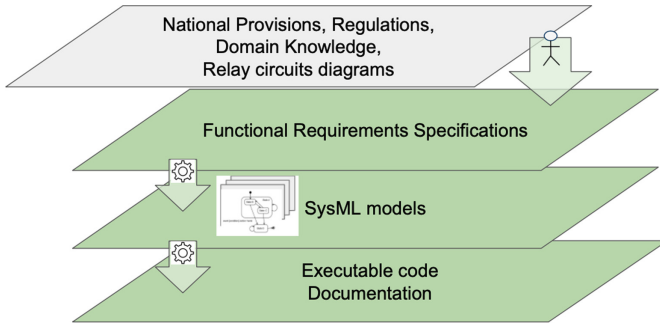 National Provisions, Regulations,
Domain Knowledge,
Relay circuits diagrams
Functional Requirements Specifications
SysML models
Executable code
Documentation